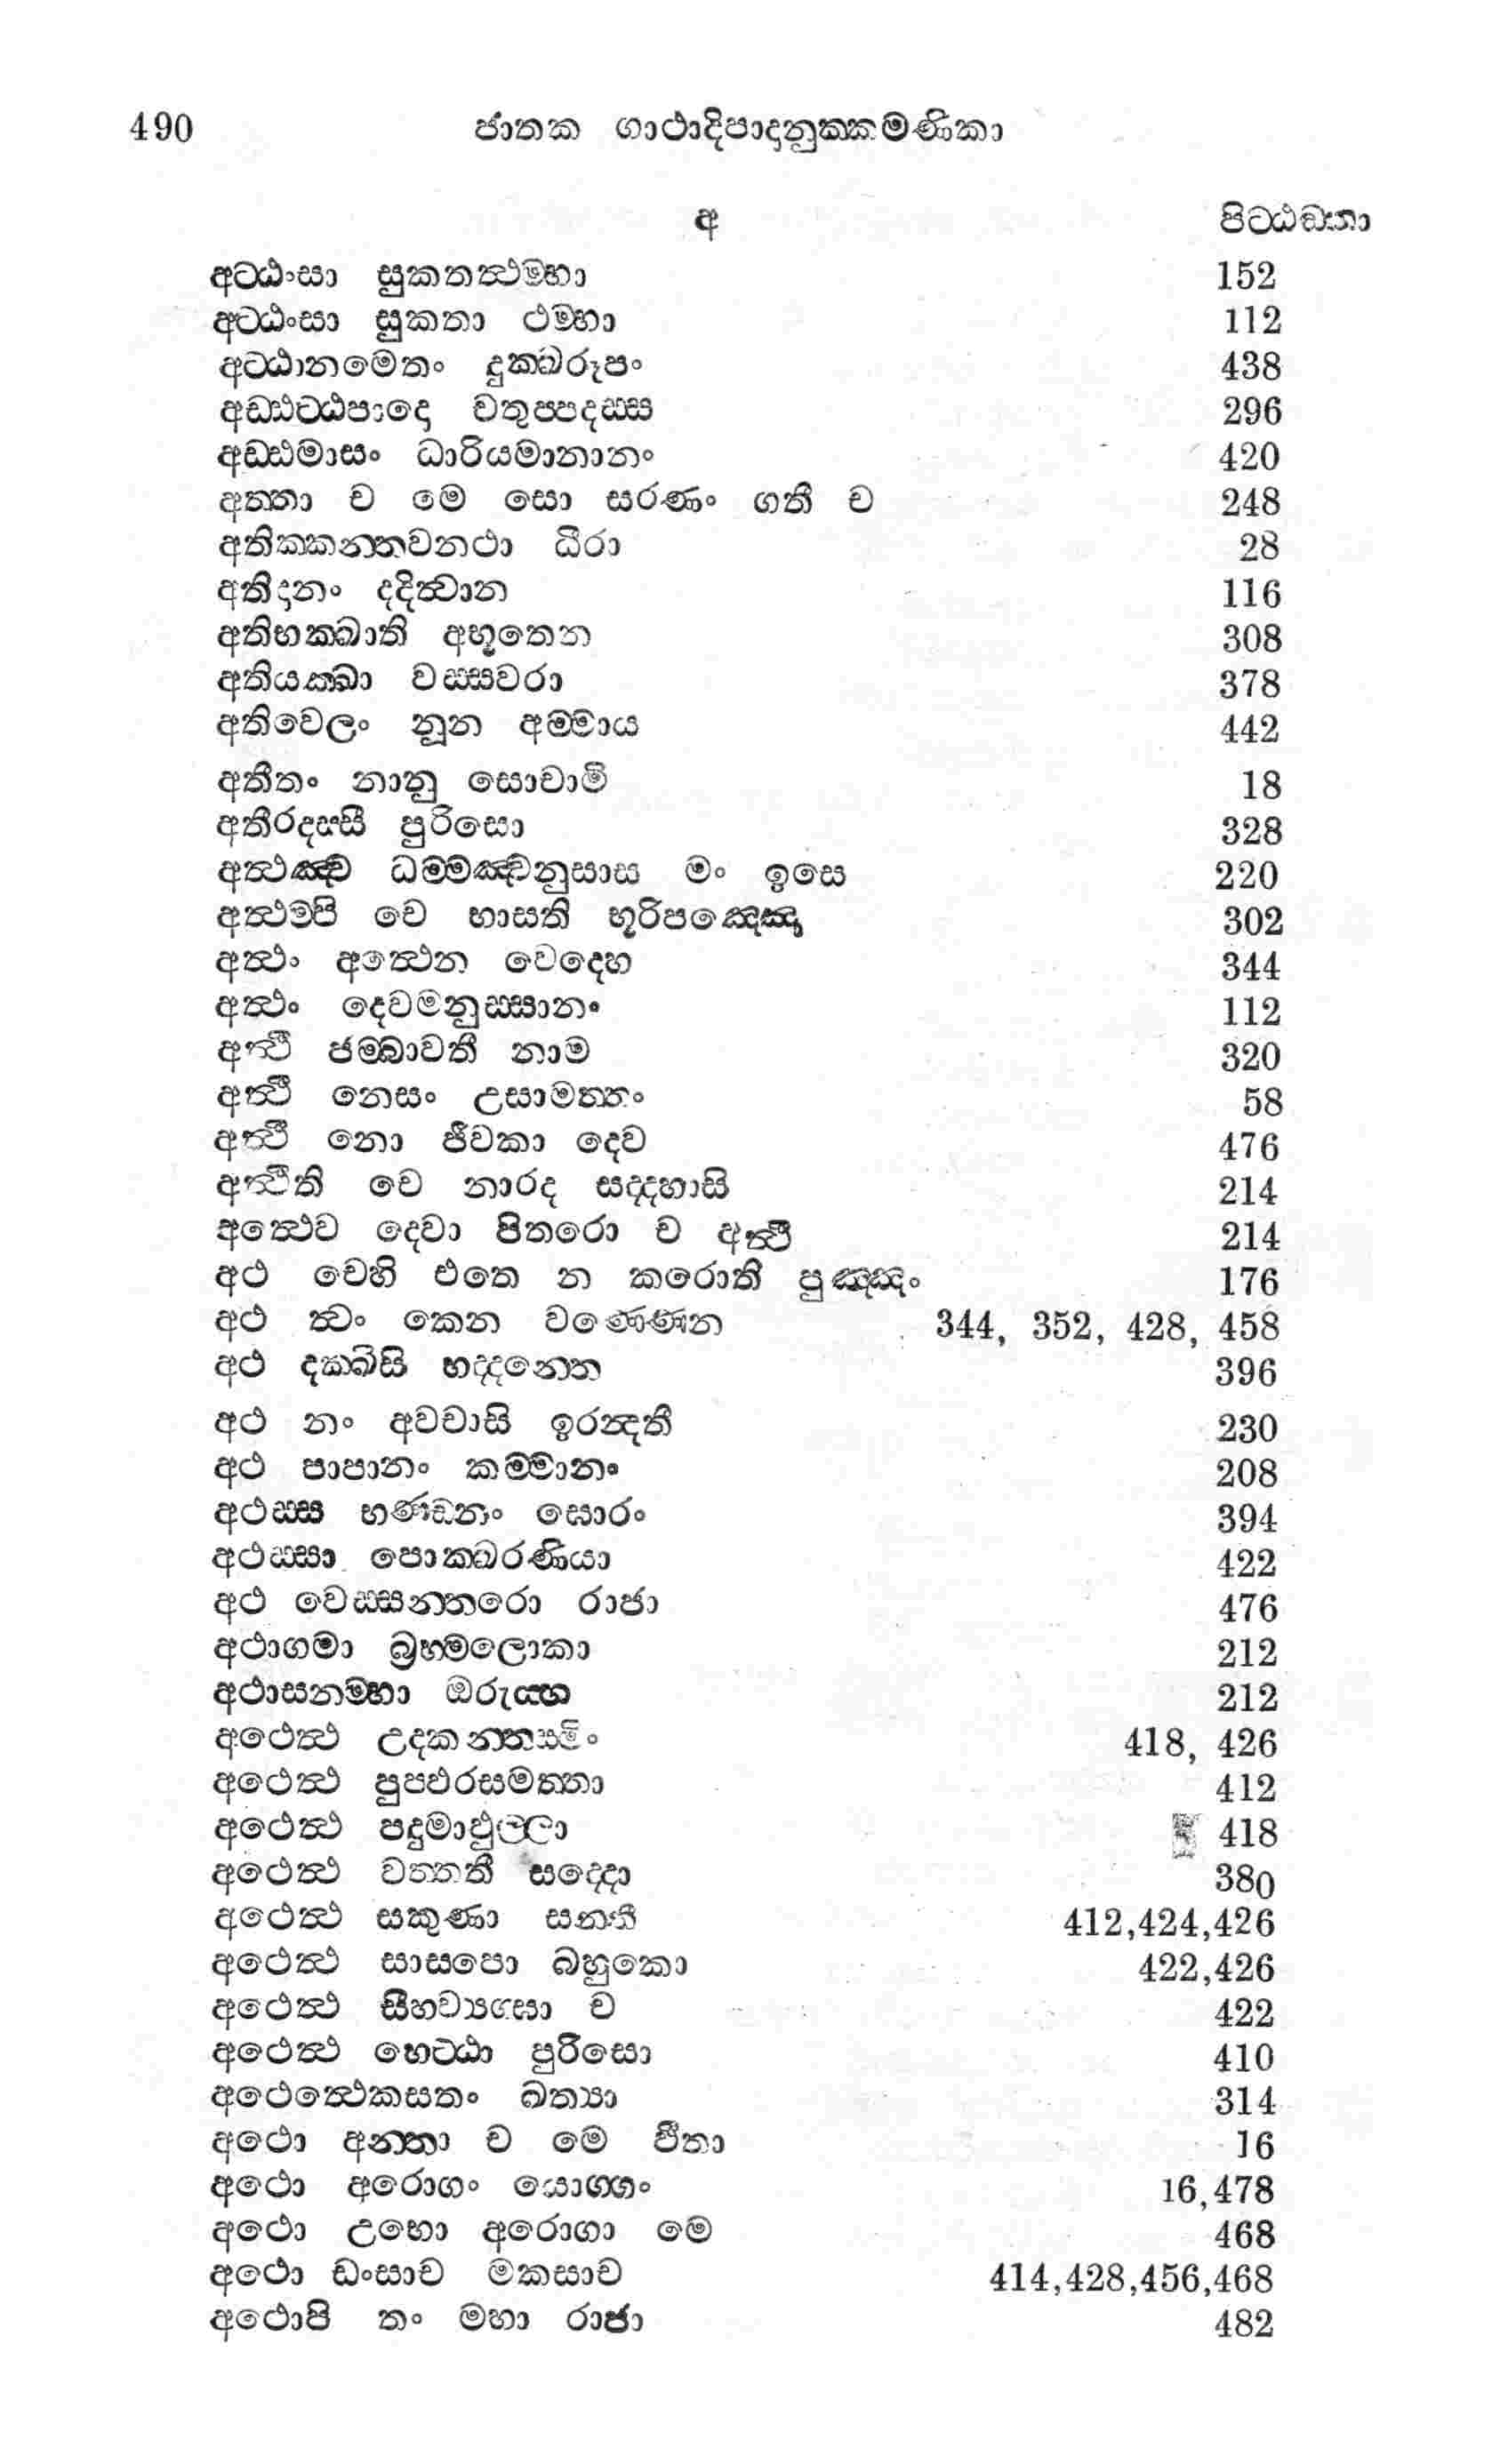 490 ජාතක ගාථාදිපාදානුක්කමණිකා
අ පිට්ඨඞ්කා
අට්ඨංසා සුකතත්ථම්භා 152
අට්ඨංසා සුකතා ථම්භා 112
අට්ඨානමෙතං දුක්ඛරූපං 438
අඩ්ඪට්ඨපාදො චතුප්පදස්ස 296
අඩ්ඪමාසං ධාරියමානානං 420
අත්තා ච මෙ සො සරණං ගතී ච 248
අතික්කන්තවනථා ධීරා 28
අතිදානං දදිත්වාන 116
අතිභක්ඛාති අභූතෙන 308
අතියක්ඛා වස්සවරා 378
අතිවෙලං නූන අම්මාය 442
අතීතං නානු සොචාමි 18
අතීරදස්සී පුරිසො 328
අත්ථඤ්ච ධම්මඤ්චනුසාස මං ඉසෙ 220
අත්ථම්පි චෙ භාසති භූරිපඤ්ඤෙ 302
අත්ථං අත්ථෙන වෙදෙහ 344
අත්ථං දෙවමනුස්සානං 112
අත්ථි ජම්බාවතී නාම 320
අත්ථි නෙසං උසාමත්තං 58
අත්ථි නො ජීවකා දෙව 476
අත්ථීති චෙ නාරද සද්දහාසි 214
අත්ථෙව දෙවා පිතරො ච අත්ථි 214
අථ චෙහි එතෙ න කරොති පුඤ්ඤං 176
අථ ත්වං කෙන වණ්ණෙන 344, 352, 428, 458
අථ දක්ඛිසි භද්දන්තෙ 396
අථ නං අවචාසි ඉරන්දතී 230
අථ පාපානං කම්මානං 208
අථස්ස භණ්ඩනං ඝොරං 394
අථස්සා පොක්ඛරණියා 422
අථ වෙස්සන්තරො රාජා 476
අථාගමා බ්‍රහ්මලොකා 212
අථාසනම්හා ඔරුය්හ 212
අථෙත්ථ උදකන්තස්මිං 418, 426
අථෙත්ථ පුප්ඵරසමත්තා 412
අථෙත්ථ පදුමාඵුල්ලා 418
අථෙත්ථ වත්තතී සද්දො 380
අථෙත්ථ සකුණා සන්ති 412,424,426
අථෙත්ථ සාසපො බහුකො 422,426
අථෙත්ථ සීහව්‍යග්ඝා ච 422
අථෙත්ථ හෙට්ඨා පුරිසො 410
අථෙත්ථෙකසතං ඛත්‍යා 314
අථො අන්තා ච මෙ ඵීතා 16
අථො අරොගං යොග්ගං 16,478
අථො උභො අරොගා මෙ 468
අථො ඩංසාච මකසාච 414,428,456,468
අථොපි තං මහා රාජා 482